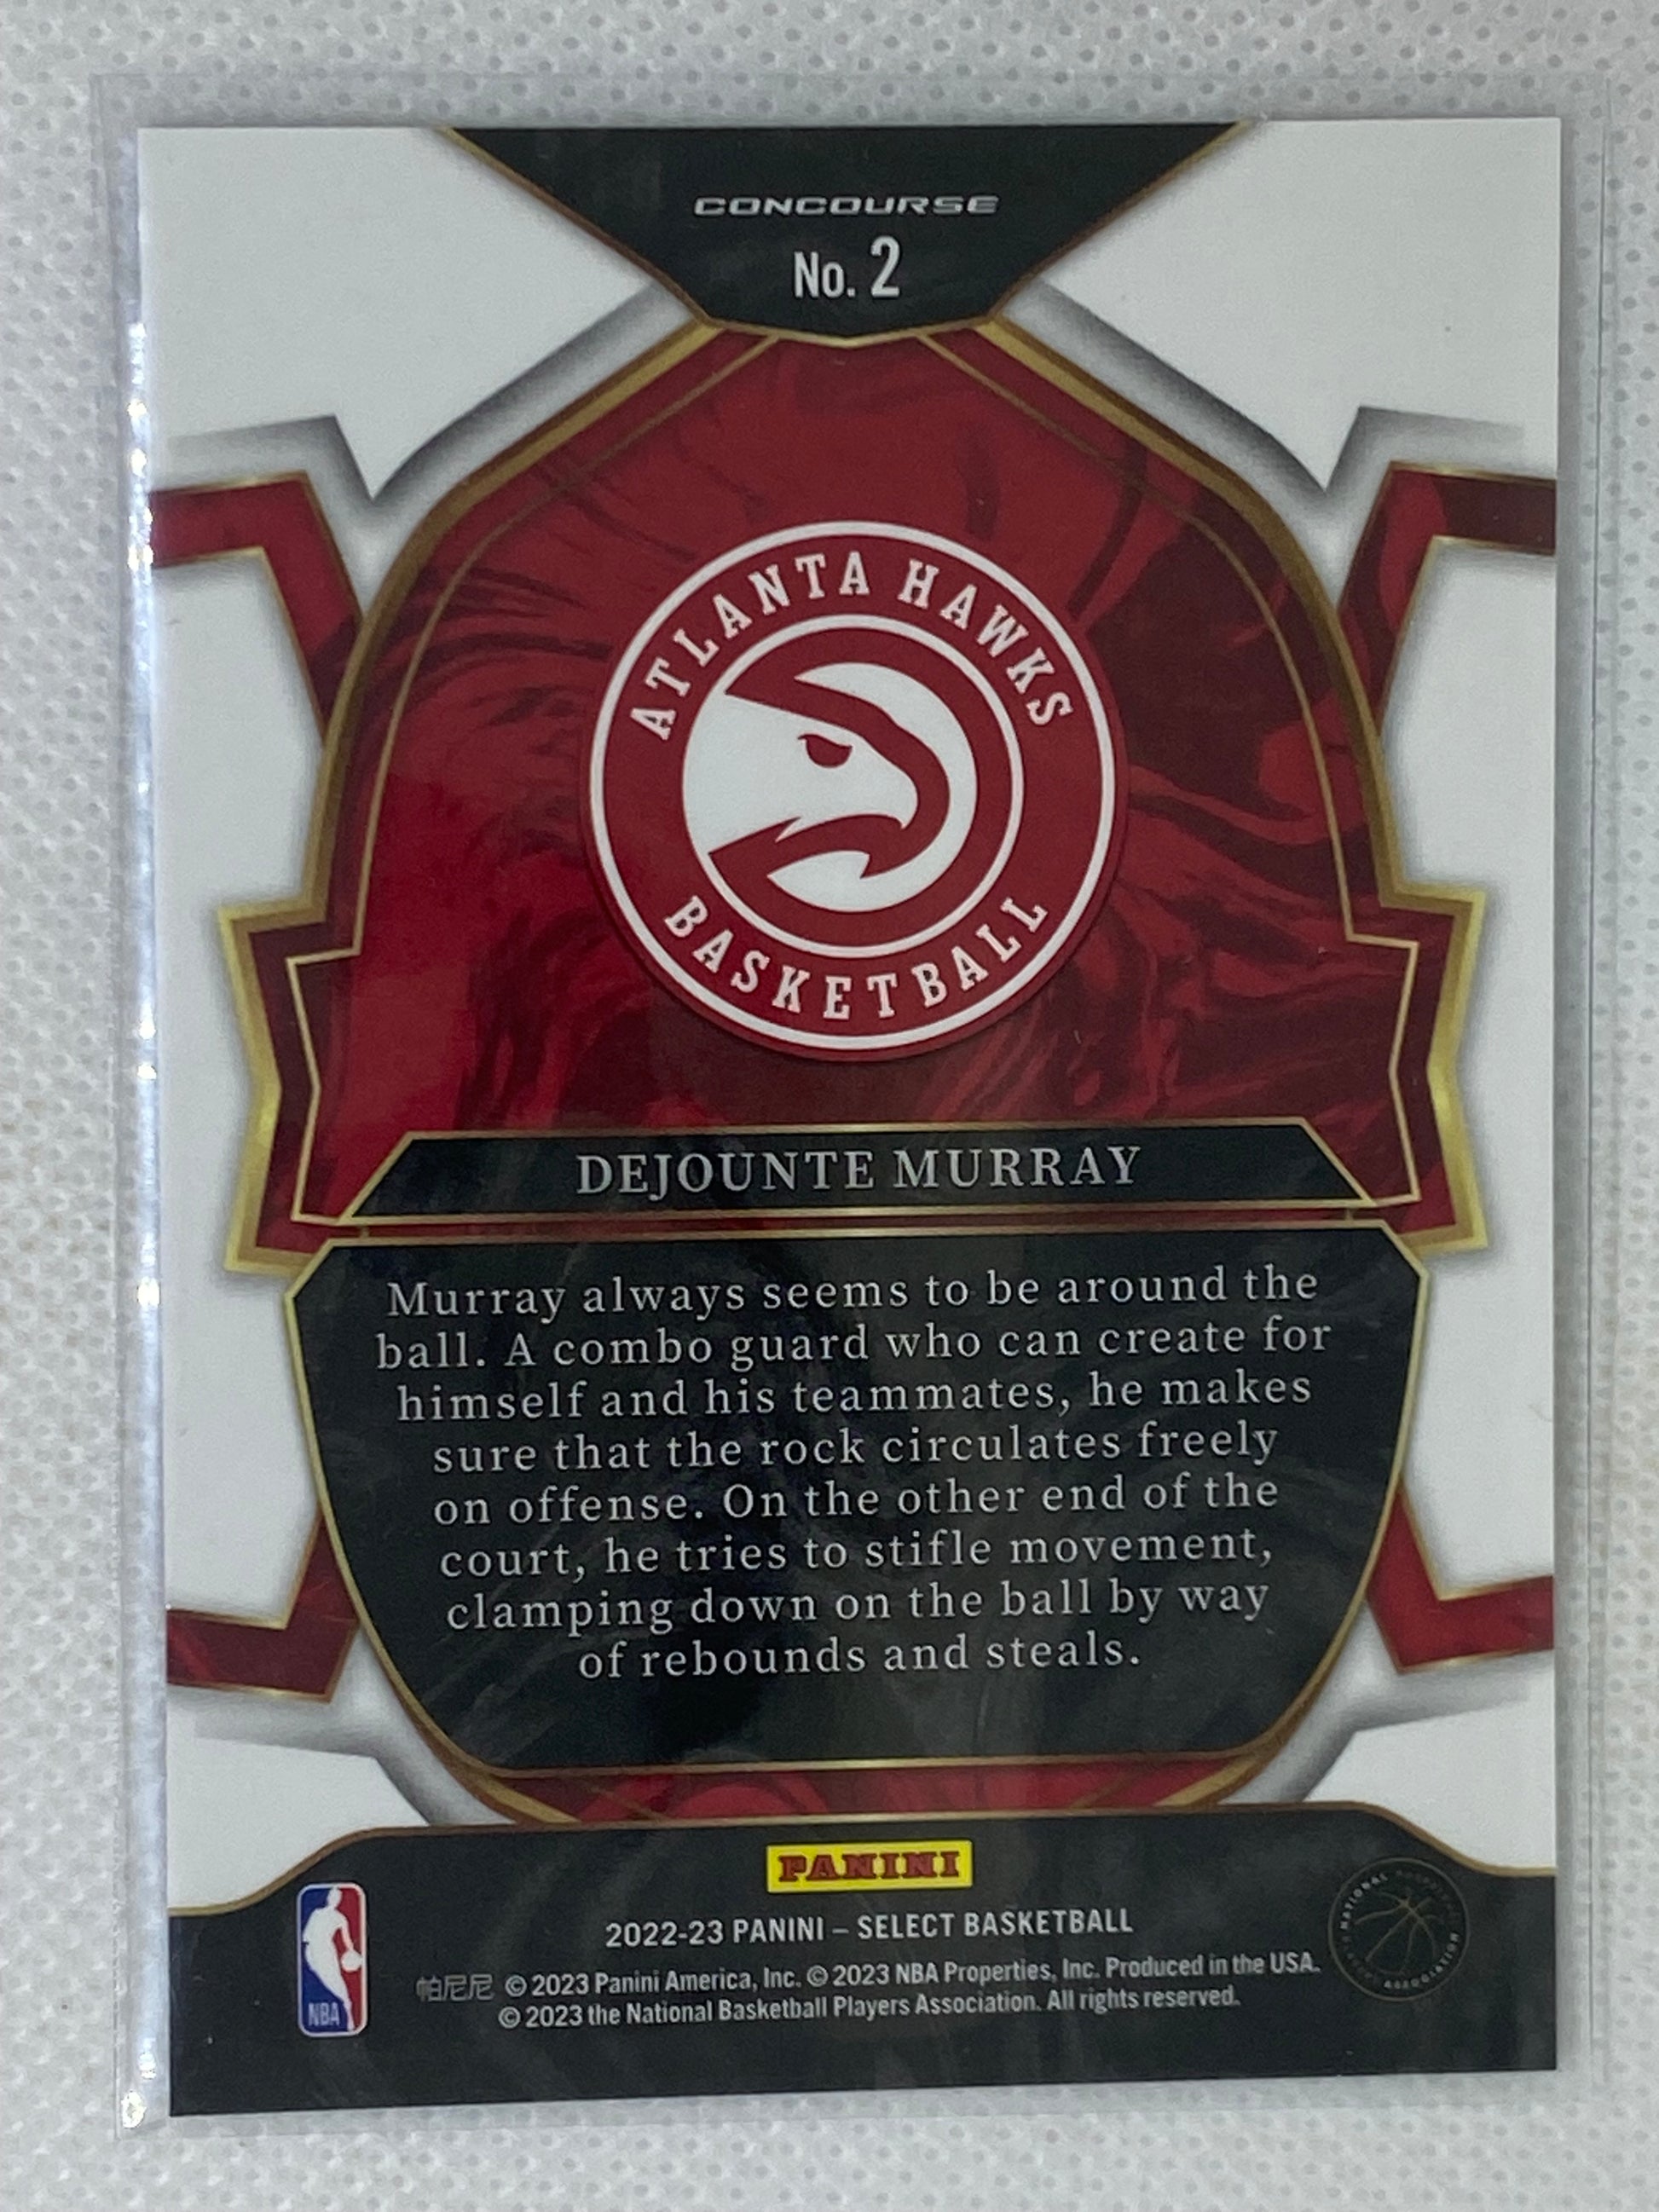 CONCOURSE
No. 2
ATLANTA HAWKS
BASKETBALL
DEJOUNTE MURRAY
Murray always seems to be around the
ball. A combo guard who can create for
himself and his teammates, he makes
sure that the rock circulates freely
on offense. On the other end of the
court, he tries to stifle movement,
clamping down on the ball by way
of rebounds and steals.
PANINI
2022-23 PANINI – SELECT BASKETBALL
帕尼尼 © 2023 Panini America, Inc. © 2023 NBA Properties, Inc. Produced in the USA.
© 2023 the National Basketball Players Association. All rights reserved.
NBA
NATIONAL BASKETBALL
ASSOCIATION